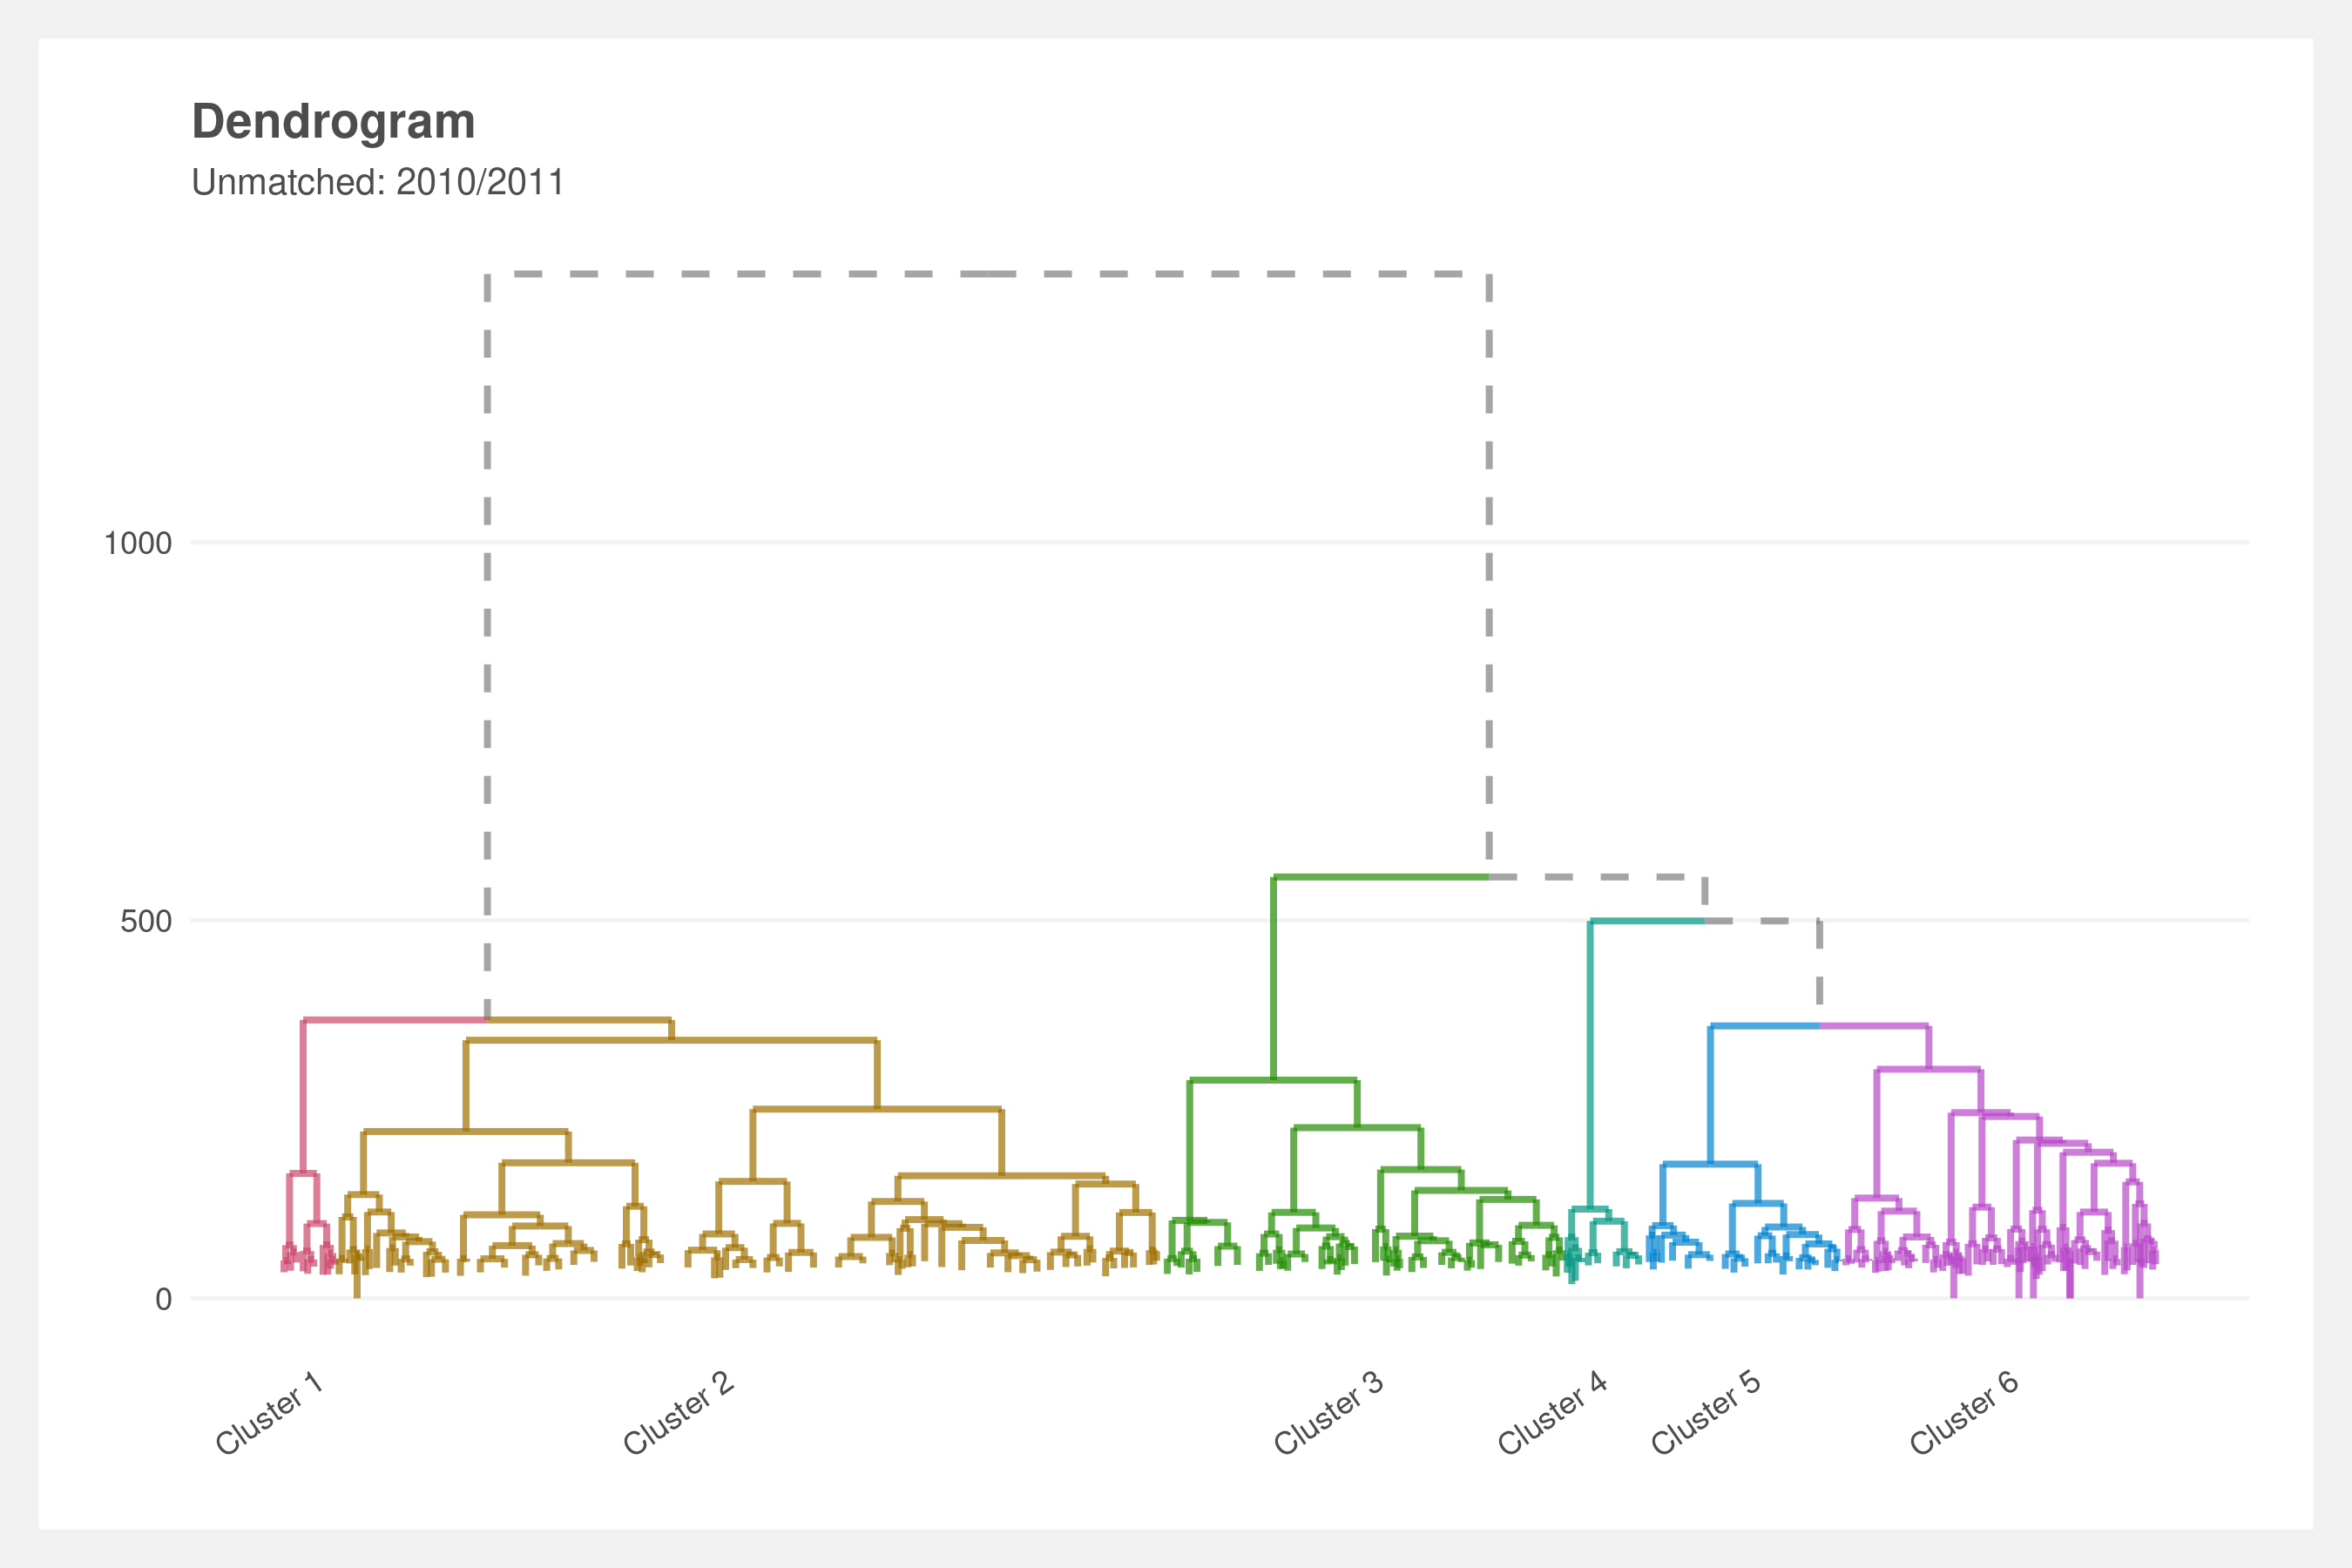 Dendrogram
Unmatched: 2010/2011
1000
500
0
Cluster 1
Cluster 2
Cluster 3
Cluster 4
Cluster 5
Cluster 6